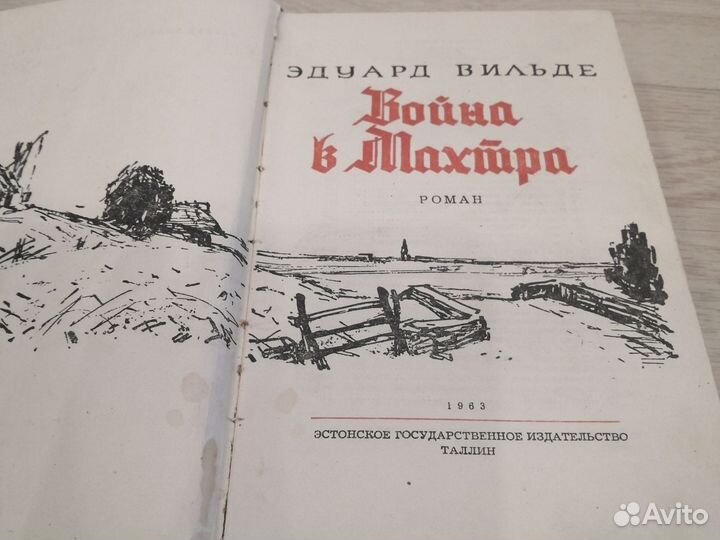 ЭДУАРД ВИЛЬДЕ
Война
в Махтра
РОМАН
1963
ЭСТОНСКОЕ ГОСУДАРСТВЕННОЕ ИЗДАТЕЛЬСТВО
ТАЛЛИН
Avito